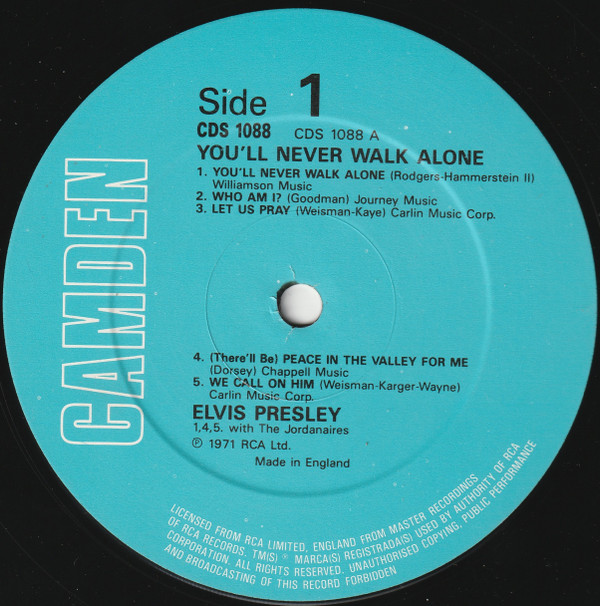 CAMDEN
Side 1
CDS 1088 CDS 1088 A
YOU'LL NEVER WALK ALONE
1. YOU'LL NEVER WALK ALONE (Rodgers-Hammerstein II)
Williamson Music
2. WHO AM I? (Goodman) Journey Music
3. LET US PRAY (Weisman-Kaye) Carlin Music Corp.
4. (There'll Be) PEACE IN THE VALLEY FOR ME
(Dorsey) Chappell Music
5. WE CALL ON HIM (Weisman-Karger-Wayne)
Carlin Music Corp.
ELVIS PRESLEY
1,4,5. with The Jordanaires
℗ 1971 RCA Ltd.
Made in England
LICENSED FROM RCA LIMITED, ENGLAND FROM MASTER RECORDINGS
OF RCA RECORDS, TM(S) ® MARCA(S) REGISTRADA(S) USED BY AUTHORITY OF RCA
CORPORATION. ALL RIGHTS RESERVED. UNAUTHORISED COPYING, PUBLIC PERFORMANCE
AND BROADCASTING OF THIS RECORD FORBIDDEN